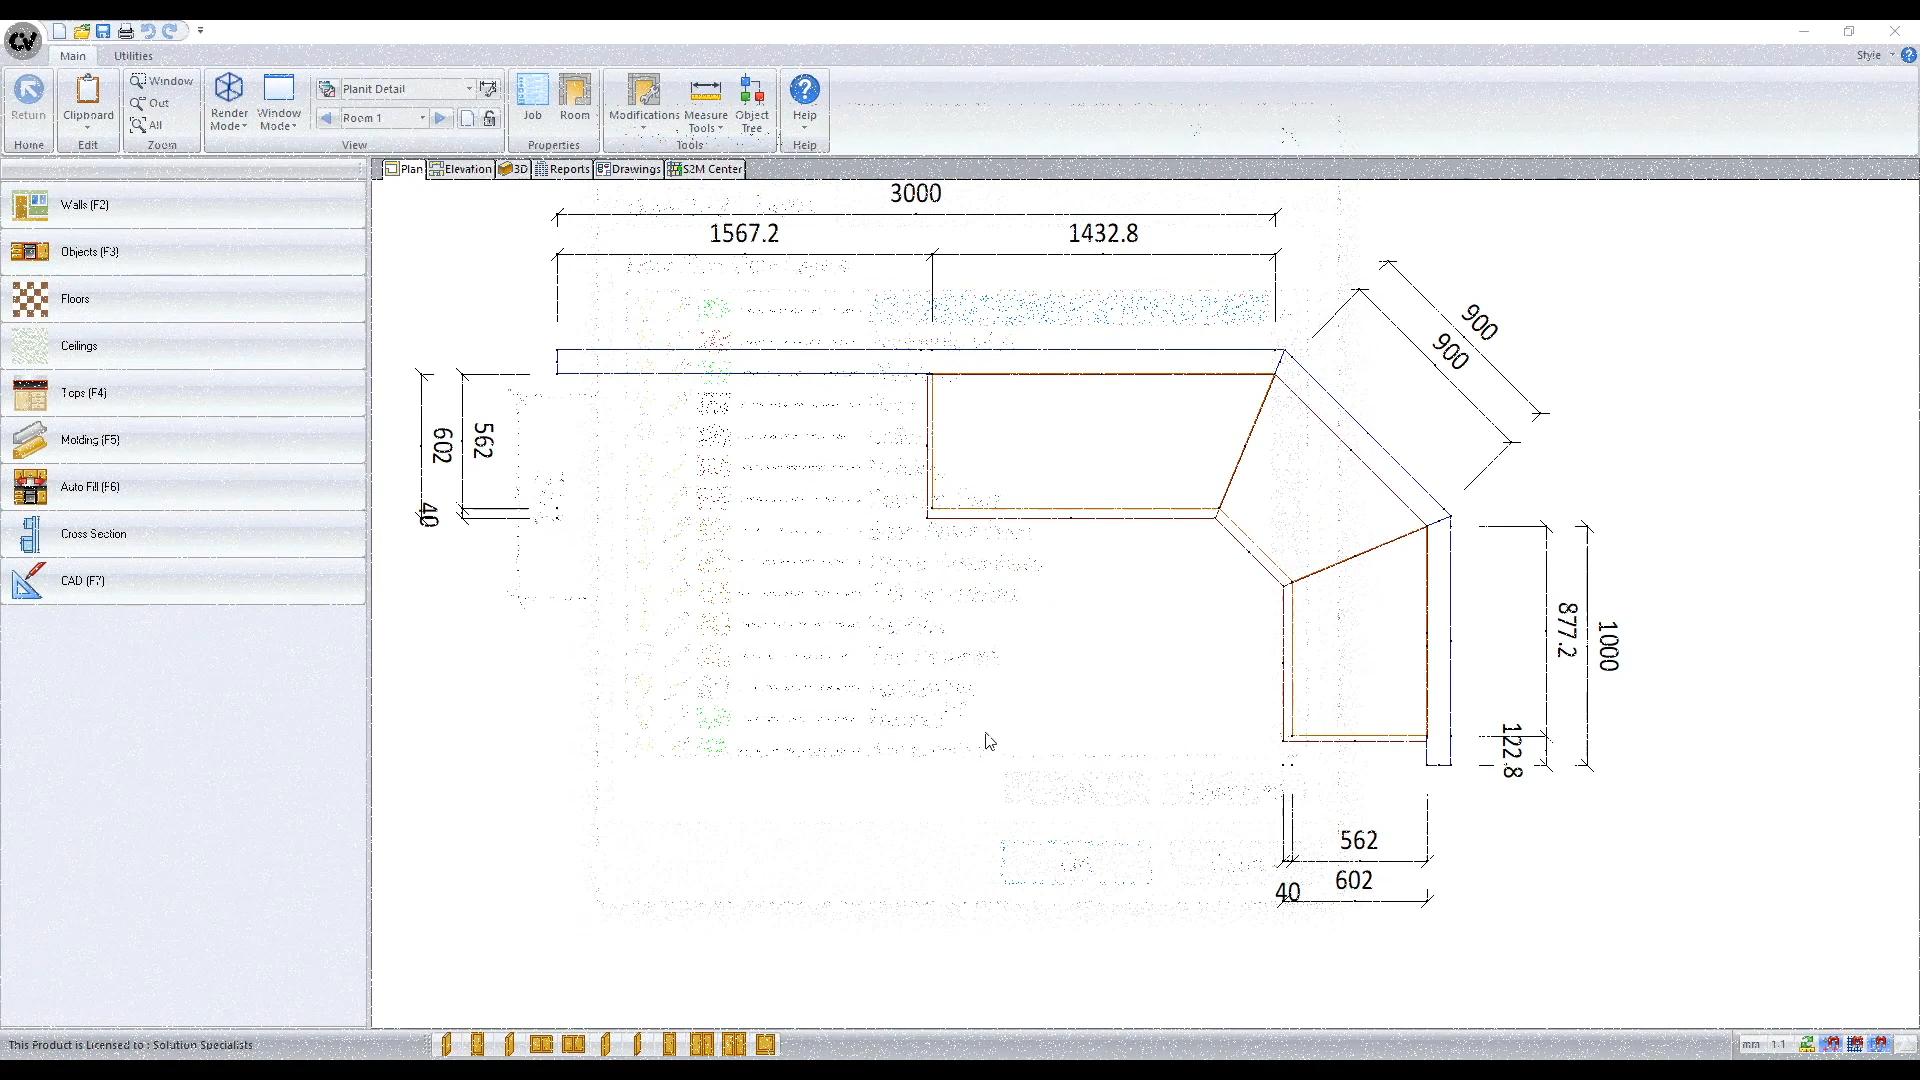 CV
Main
Utilities
Style
Return
Clipboard
Window
Out
All
Render Mode
Window Mode
Planit Detail
Room 1
Job
Room
Modifications
Measure Tools
Object Tree
Help
Home
Edit
Zoom
View
Properties
Tools
Help
Plan
Elevation
3D
Reports
Drawings
S2M Center
Walls (F2)
Objects (F3)
Floors
Ceilings
Tops (F4)
Molding (F5)
Auto Fill (F6)
Cross Section
CAD (F7)
3000
1567.2
1432.8
900
900
602
562
40
877.2
1000
122.8
562
602
40
This Product is Licensed to : Solution Specialists
mm
1:1